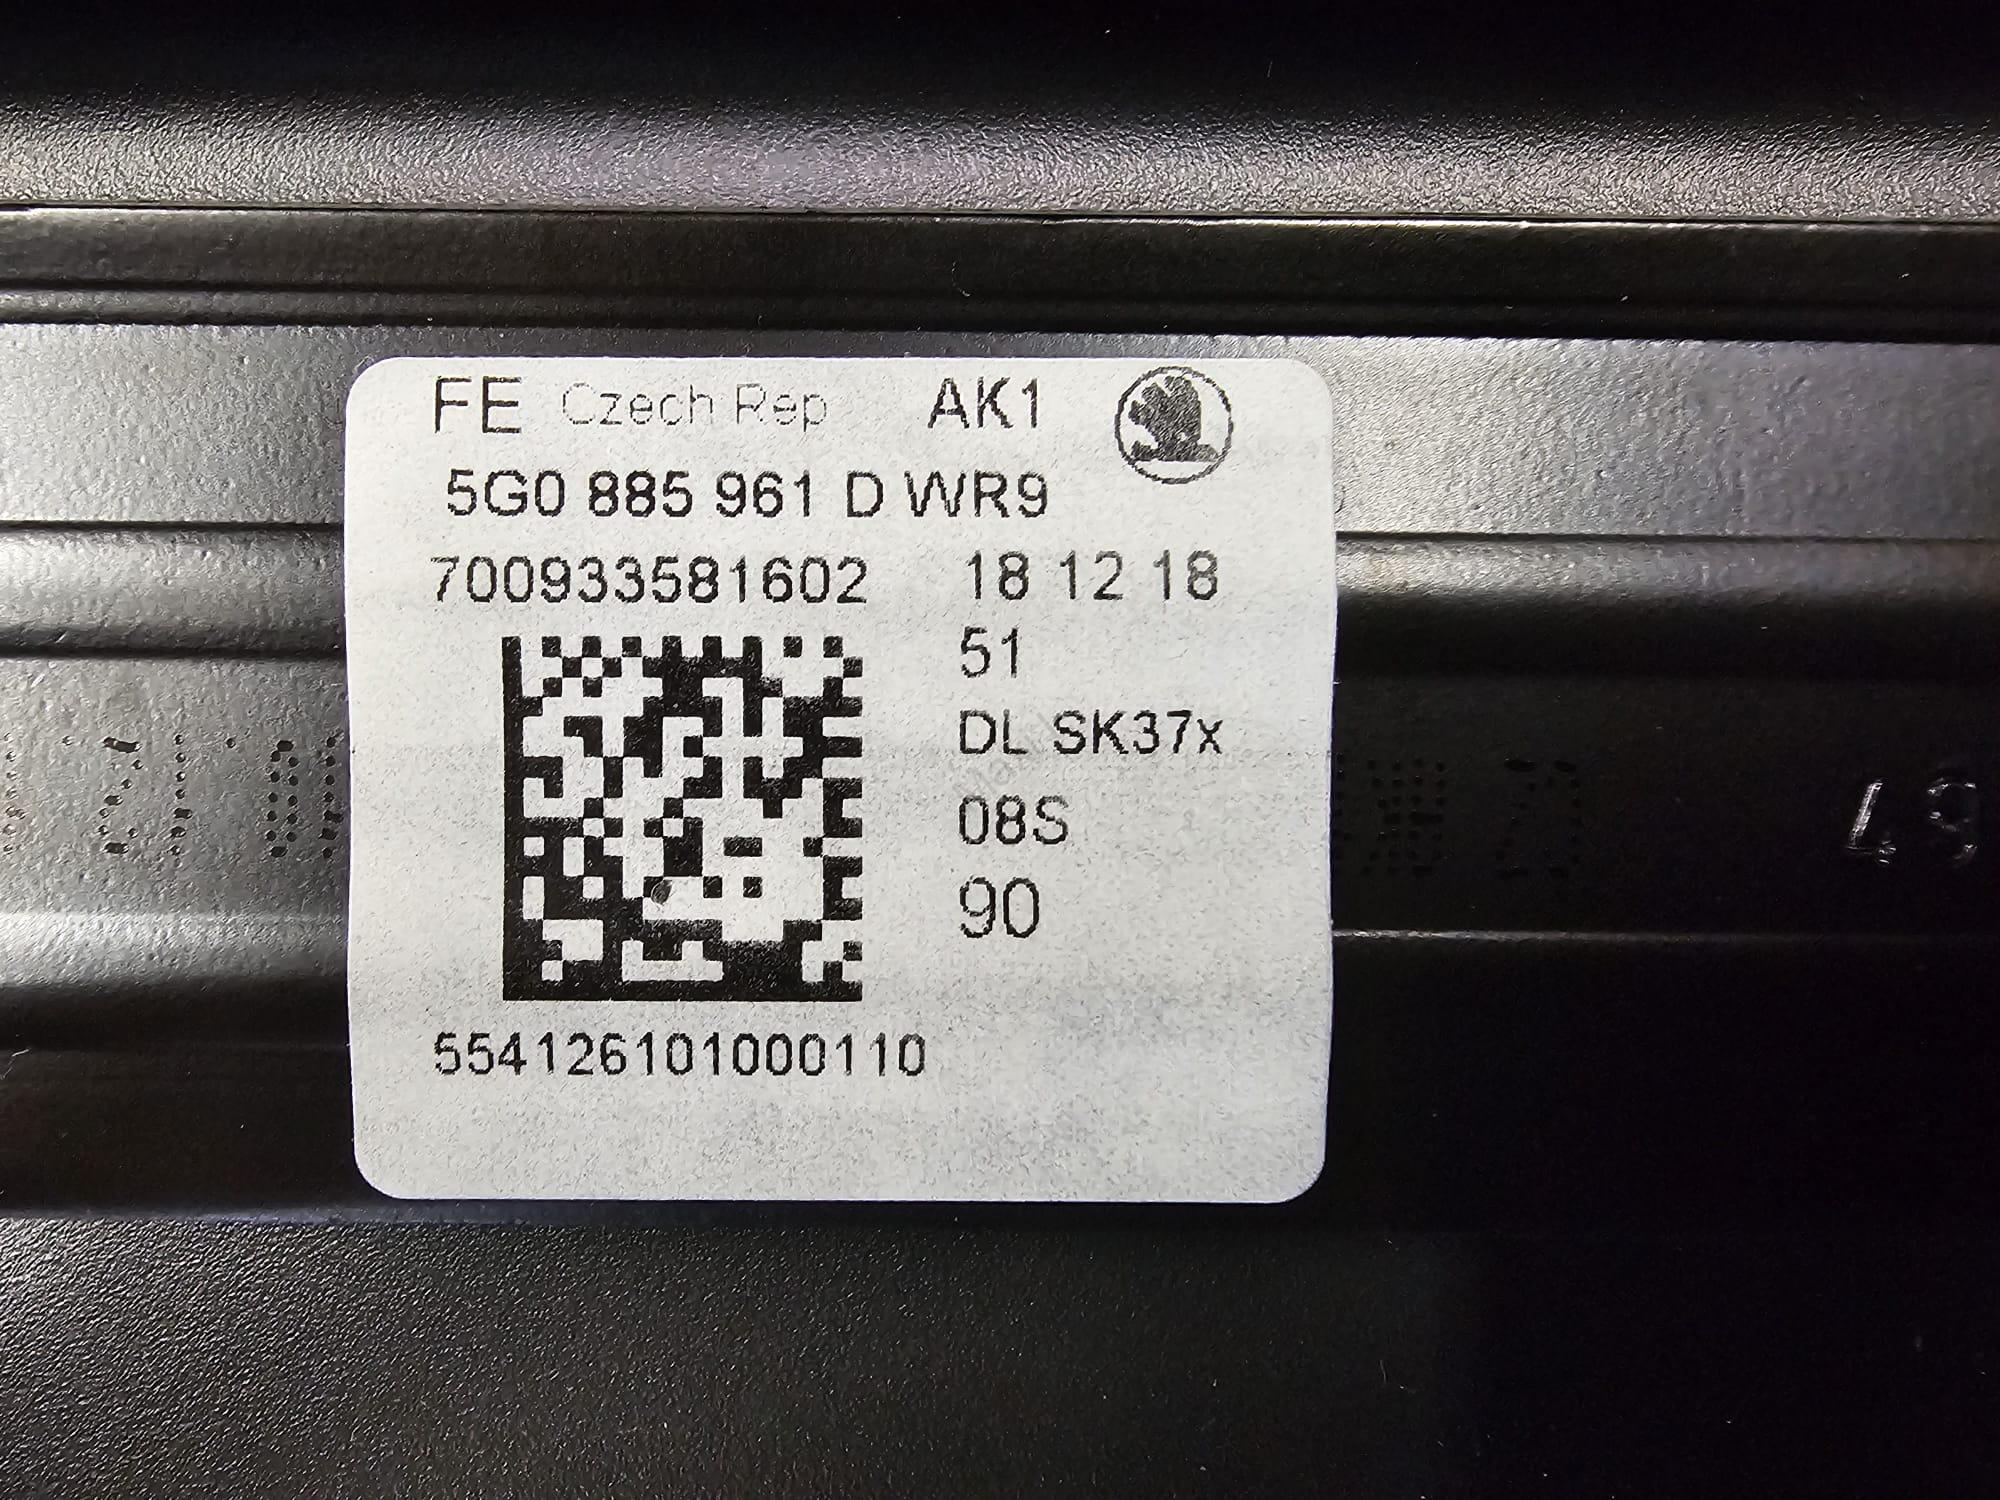 FE Czech Rep AK1
5G0 885 961 D WR9
700933581602 18 12 18
51
DL SK37x
08S
90
554126101000110